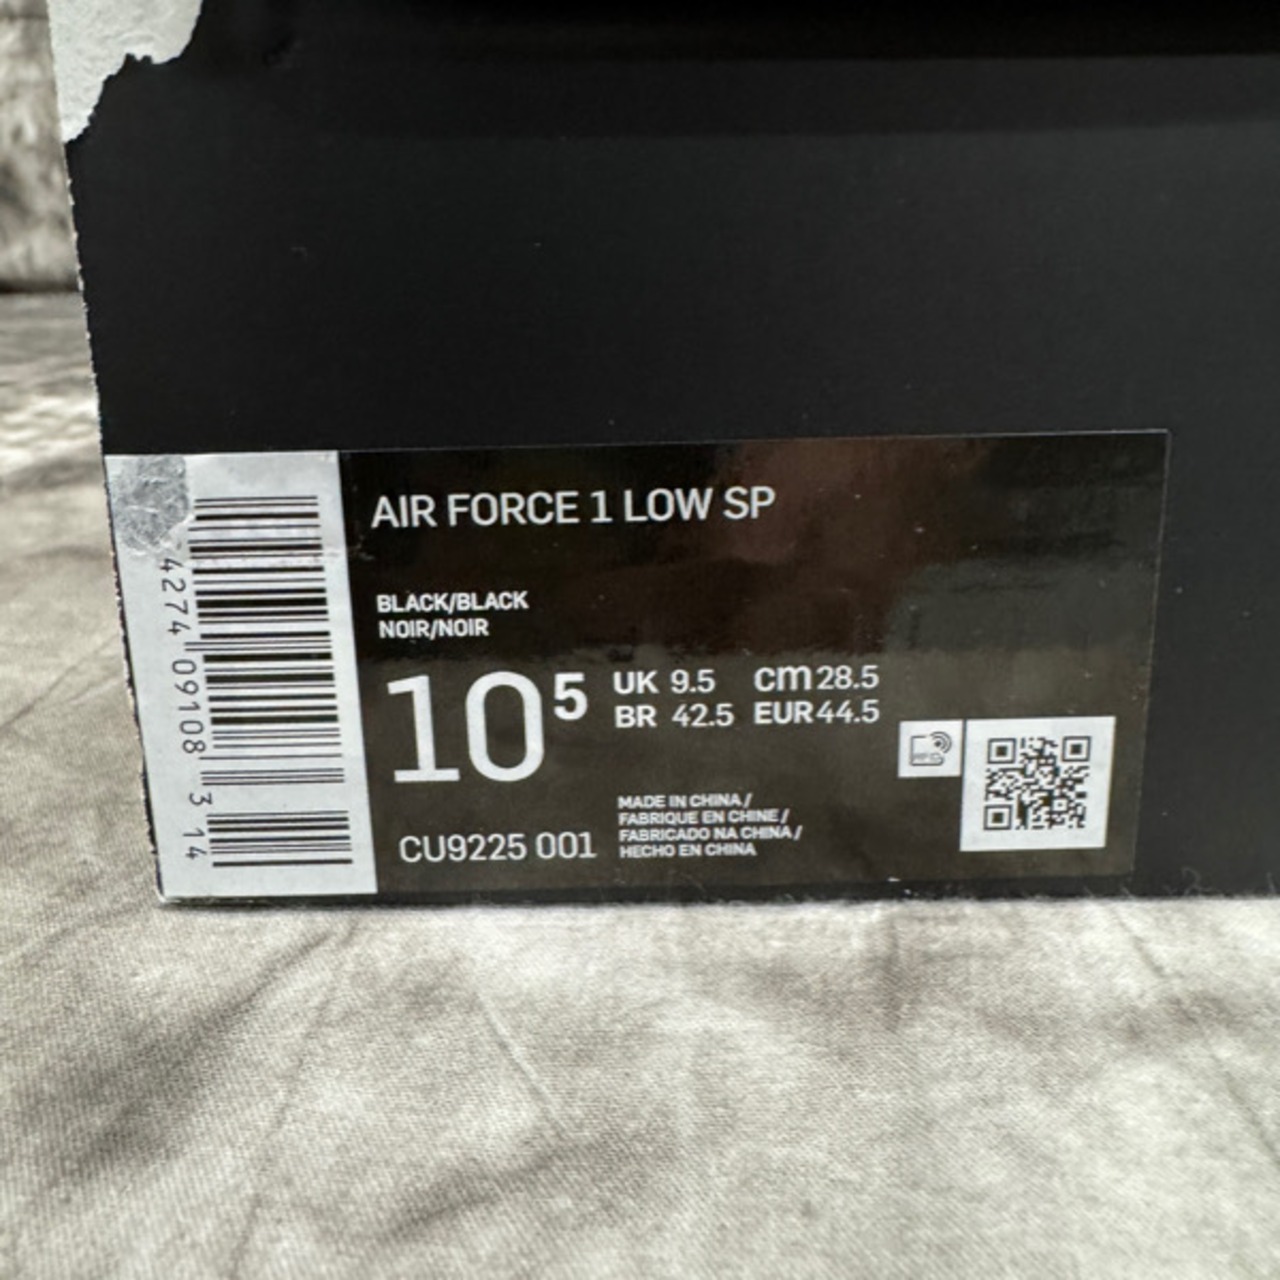 AIR FORCE 1 LOW SP
BLACK/BLACK
NOIR/NOIR
10 5
UK 9.5 cm 28.5
BR 42.5 EUR 44.5
MADE IN CHINA /
FABRIQUE EN CHINE /
FABRICADO NA CHINA /
HECHO EN CHINA
CU9225 001
4274 09108 3 14